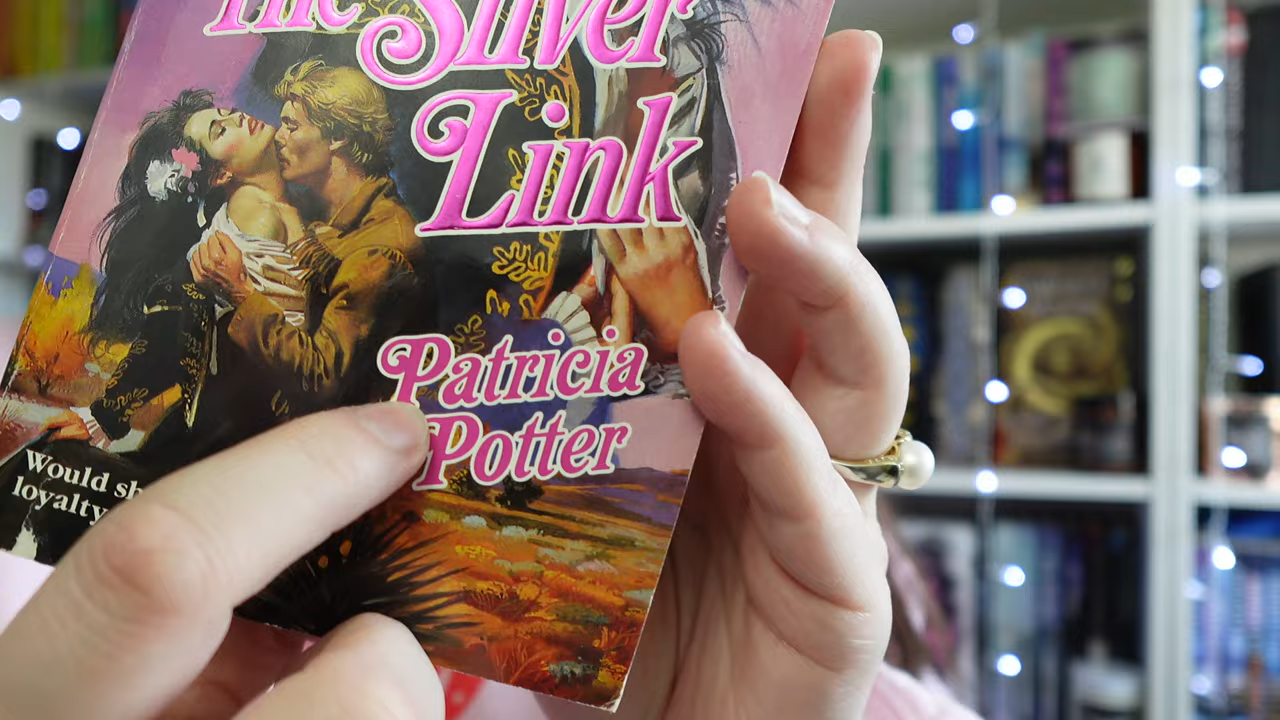 The Silver
Link
Patricia
Potter
Would sh
loyalty